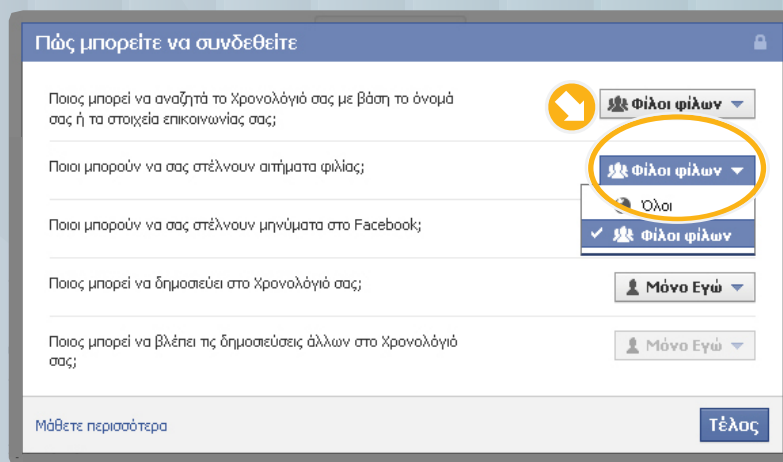 Πώς μπορείτε να συνδεθείτε
Ποιος μπορεί να αναζητά το Χρονολόγιό σας με βάση το όνομά
σας ή τα στοιχεία επικοινωνίας σας;
Φίλοι φίλων
Ποιοι μπορούν να σας στέλνουν αιτήματα φιλίας;
Φίλοι φίλων
Όλοι
Φίλοι φίλων
Ποιοι μπορούν να σας στέλνουν μηνύματα στο Facebook;
Ποιος μπορεί να δημοσιεύει στο Χρονολόγιό σας;
Μόνο Εγώ
Ποιος μπορεί να βλέπει τις δημοσιεύσεις άλλων στο Χρονολόγιό
σας;
Μόνο Εγώ
Μάθετε περισσότερα
Τέλος